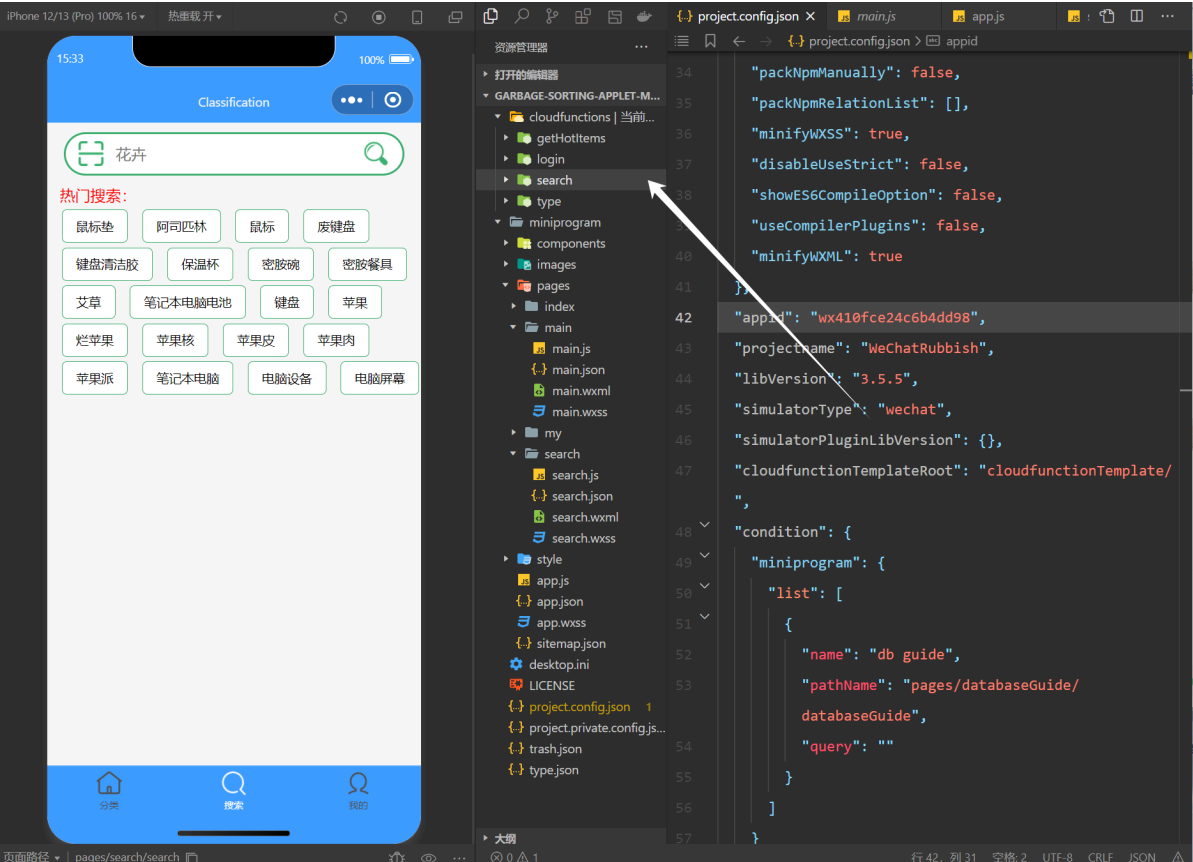 iPhone 12/13 (Pro) 100% 16
热重载 开
15:33
100%
Classification
花卉
热门搜索:
鼠标垫 阿司匹林 鼠标 废键盘
键盘清洁胶 保温杯 密胺碗 密胺餐具
艾草 笔记本电脑电池 键盘 苹果
烂苹果 苹果核 苹果皮 苹果肉
苹果派 笔记本电脑 电脑设备 电脑屏幕
分类
搜索
我的
页面路径 | pages/search/search
资源管理器
打开的编辑器
GARBAGE-SORTING-APPLET-M...
cloudfunctions | 当前...
getHotItems
login
search
type
miniprogram
components
images
pages
index
main
main.js
main.json
main.wxml
main.wxss
my
search
search.js
search.json
search.wxml
search.wxss
style
app.js
app.json
app.wxss
sitemap.json
desktop.ini
LICENSE
project.config.json 1
project.private.config.js...
trash.json
type.json
大纲
0 1
project.config.json
main.js
app.js
project.config.json > appid
34 "packNpmManually": false,
35 "packNpmRelationList": [],
36 "minifyWXSS": true,
37 "disableUseStrict": false,
38 "showES6CompileOption": false,
"useCompilerPlugins": false,
40 "minifyWXML": true
41 },
42 "appid": "wx410fce24c6b4dd98",
43 "projectname": "WeChatRubbish",
44 "libVersion": "3.5.5",
45 "simulatorType": "wechat",
46 "simulatorPluginLibVersion": {},
47 "cloudfunctionTemplateRoot": "cloudfunctionTemplate/
",
48 "condition": {
49 "miniprogram": {
50 "list": [
51 {
52 "name": "db guide",
53 "pathName": "pages/databaseGuide/
databaseGuide",
54 "query": ""
55 }
56 ]
57 }
行 42, 列 31 空格: 2 UTF-8 CRLF JSON